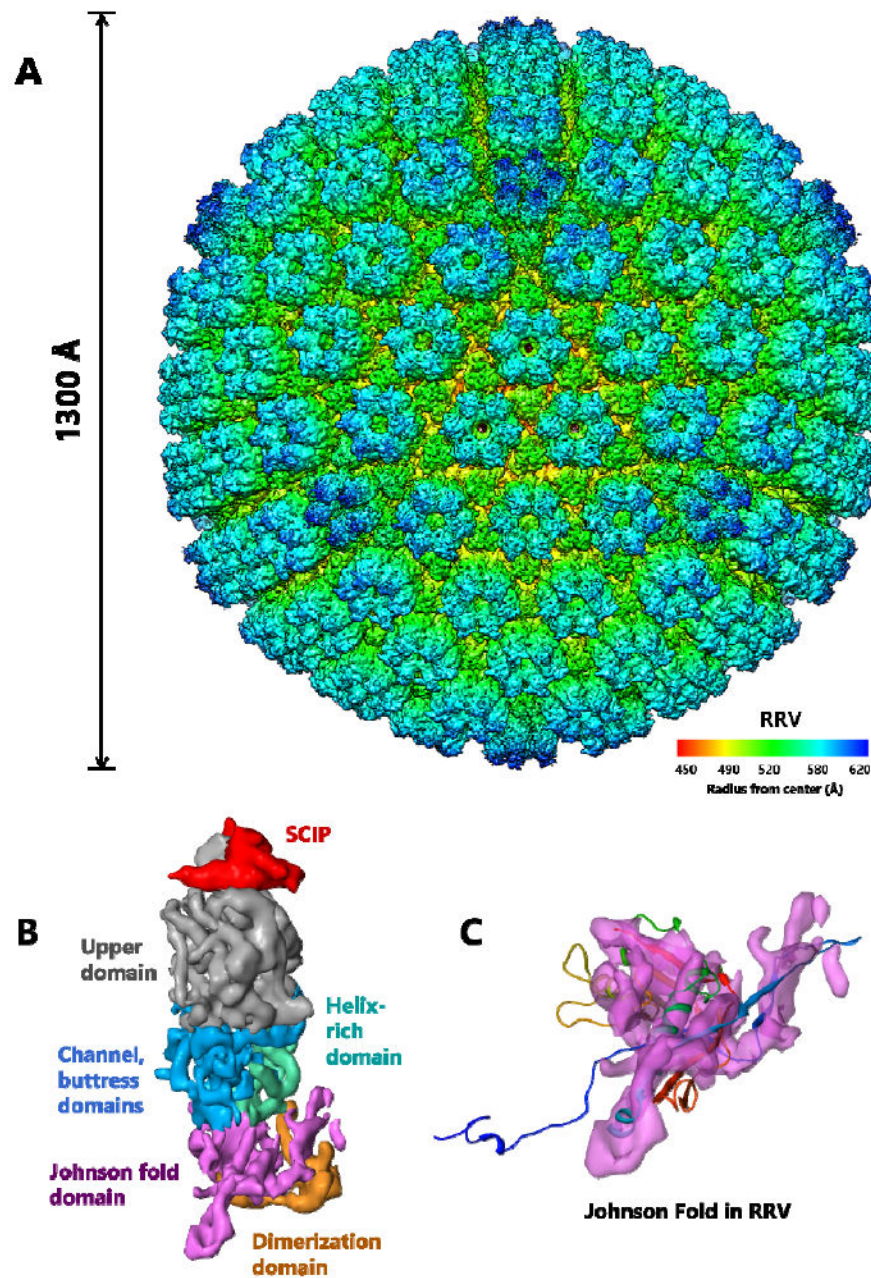 A
1300 Å
RRV
450 490 520 580 620
Radius from center (Å)
B
SCIP
Upper
domain
Helix-
rich
domain
Channel,
buttress
domains
Johnson fold
domain
Dimerization
domain
C
Johnson Fold in RRV